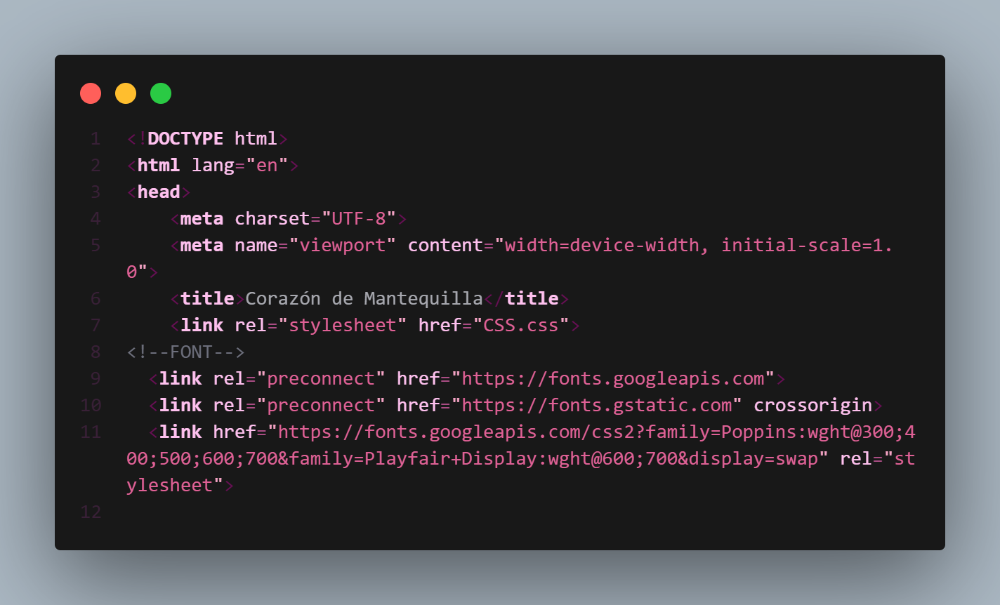 1 <!DOCTYPE html>
2 <html lang="en">
3 <head>
4     <meta charset="UTF-8">
5     <meta name="viewport" content="width=device-width, initial-scale=1.
0">
6     <title>Corazón de Mantequilla</title>
7     <link rel="stylesheet" href="CSS.css">
8 <!--FONT-->
9   <link rel="preconnect" href="https://fonts.googleapis.com">
10   <link rel="preconnect" href="https://fonts.gstatic.com" crossorigin>
11   <link href="https://fonts.googleapis.com/css2?family=Poppins:wght@300;4
00;500;600;700&family=Playfair+Display:wght@600;700&display=swap" rel="st
ylesheet">
12